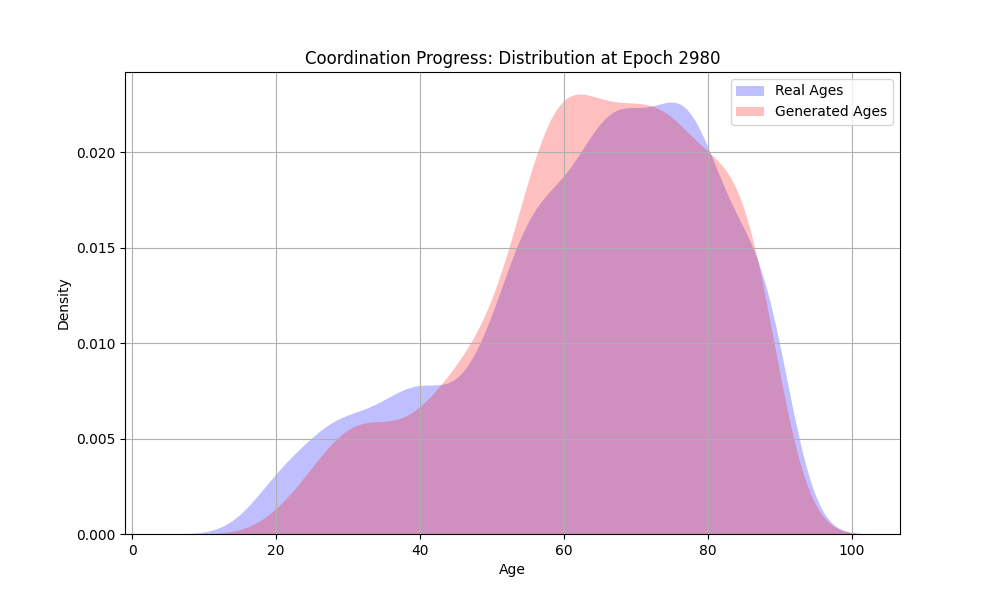 Coordination Progress: Distribution at Epoch 2980
Real Ages
Generated Ages
Density
0.020
0.015
0.010
0.005
0.000
0 20 40 60 80 100
Age